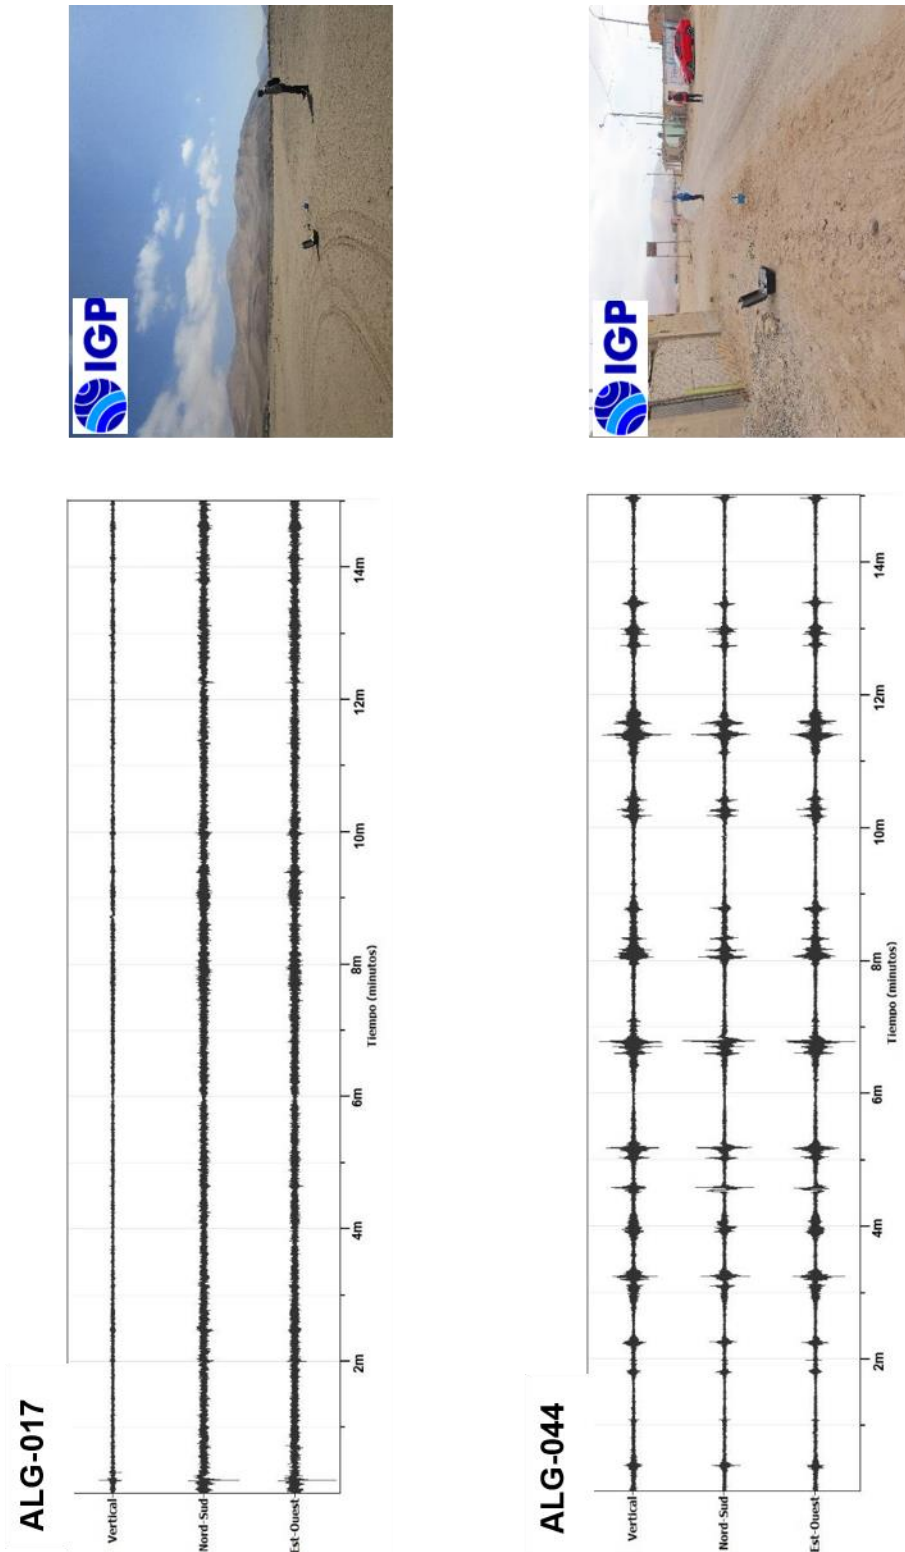 ALG-017
Vertical
Nord-Sud
Est-Ouest
2m
4m
6m
8m
10m
12m
14m
Tiempo (minutos)
IGP
ALG-044
Vertical
Nord-Sud
Est-Ouest
2m
4m
6m
8m
10m
12m
14m
Tiempo (minutos)
IGP